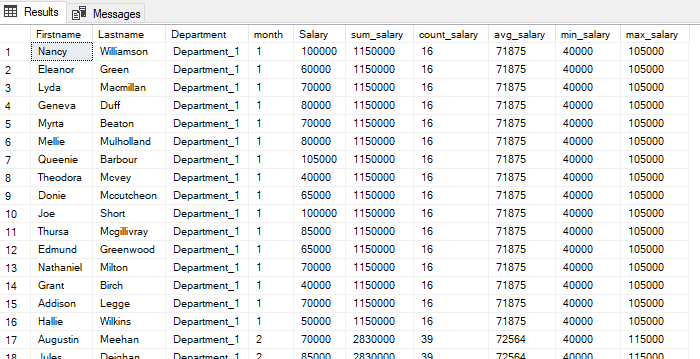 Results Messages
Firstname Lastname Department month Salary sum_salary count_salary avg_salary min_salary max_salary
1 Nancy Williamson Department_1 1 100000 1150000 16 71875 40000 105000
2 Eleanor Green Department_1 1 60000 1150000 16 71875 40000 105000
3 Lyda Macmillan Department_1 1 70000 1150000 16 71875 40000 105000
4 Geneva Duff Department_1 1 80000 1150000 16 71875 40000 105000
5 Myrta Beaton Department_1 1 70000 1150000 16 71875 40000 105000
6 Mellie Mulholland Department_1 1 80000 1150000 16 71875 40000 105000
7 Queenie Barbour Department_1 1 105000 1150000 16 71875 40000 105000
8 Theodora Mcvey Department_1 1 40000 1150000 16 71875 40000 105000
9 Donie Mccutcheon Department_1 1 65000 1150000 16 71875 40000 105000
10 Joe Short Department_1 1 100000 1150000 16 71875 40000 105000
11 Thursa Mcgillivray Department_1 1 85000 1150000 16 71875 40000 105000
12 Edmund Greenwood Department_1 1 65000 1150000 16 71875 40000 105000
13 Nathaniel Milton Department_1 1 70000 1150000 16 71875 40000 105000
14 Grant Birch Department_1 1 40000 1150000 16 71875 40000 105000
15 Addison Legge Department_1 1 70000 1150000 16 71875 40000 105000
16 Hallie Wilkins Department_1 1 50000 1150000 16 71875 40000 105000
17 Augustin Meehan Department_1 2 70000 2830000 39 72564 40000 115000
18 Jules Deighan Department_1 2 85000 2830000 39 72564 40000 115000